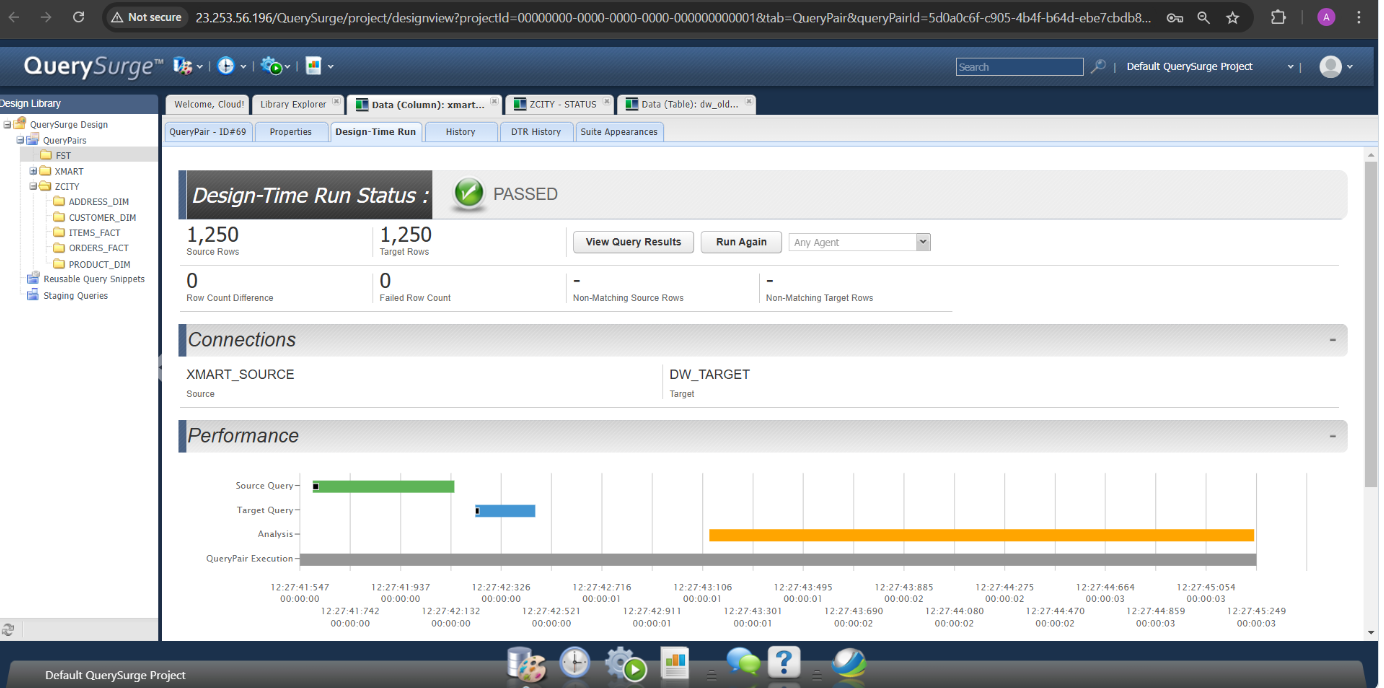 Not secure
23.253.56.196/QuerySurge/project/designview?projectId=00000000-0000-0000-0000-000000000001&tab=QueryPair&queryPairId=5d0a0c6f-c905-4b4f-b64d-ebe7cbdb8...
A
QuerySurge™
Search
Default QuerySurge Project
Design Library
Welcome, Cloud!
Library Explorer
Data (Column): xmart...
ZCITY - STATUS
Data (Table): dw_old...
QueryPair - ID#69
Properties
Design-Time Run
History
DTR History
Suite Appearances
QuerySurge Design
QueryPairs
FST
XMART
ZCITY
ADDRESS_DIM
CUSTOMER_DIM
ITEMS_FACT
ORDERS_FACT
PRODUCT_DIM
Reusable Query Snippets
Staging Queries
Design-Time Run Status :
PASSED
1,250
Source Rows
1,250
Target Rows
View Query Results
Run Again
Any Agent
0
Row Count Difference
0
Failed Row Count
-
Non-Matching Source Rows
-
Non-Matching Target Rows
Connections
-
XMART_SOURCE
Source
DW_TARGET
Target
Performance
-
Source Query
Target Query
Analysis
QueryPair Execution
12:27:41:547 12:27:41:937 12:27:42:326 12:27:42:716 12:27:43:106 12:27:43:495 12:27:43:885 12:27:44:275 12:27:44:664 12:27:45:054
00:00:00 00:00:00 00:00:00 00:00:01 00:00:01 00:00:01 00:00:02 00:00:02 00:00:03 00:00:03
12:27:41:742 12:27:42:132 12:27:42:521 12:27:42:911 12:27:43:301 12:27:43:690 12:27:44:080 12:27:44:470 12:27:44:859 12:27:45:249
00:00:00 00:00:00 00:00:00 00:00:01 00:00:01 00:00:02 00:00:02 00:00:02 00:00:03 00:00:03
Default QuerySurge Project